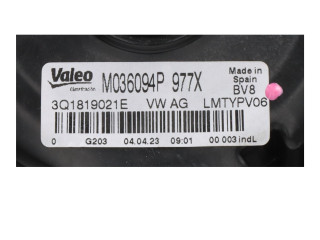 Valeo M036094P 977X Made in Spain
3Q1819021E VW AG LMTYPV06 BV8
0 G203 04.04.23 09:01 00 003 indL